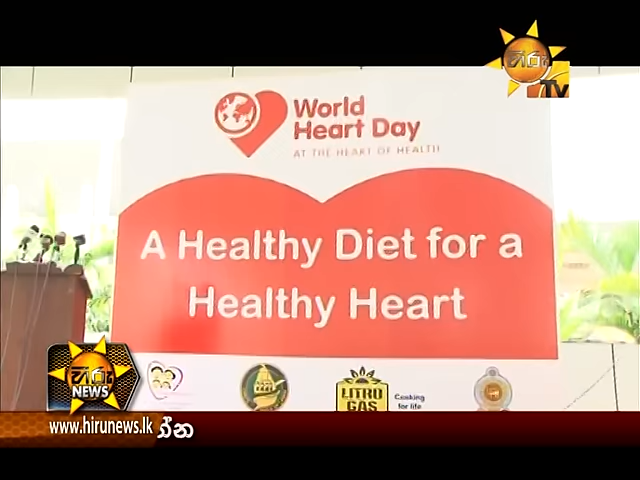 හිරු
TV
World
Heart Day
AT THE HEART OF HEALTH
A Healthy Diet for a
Healthy Heart
LITRO
GAS
Cooking
for life
හිරු
NEWS
www.hirunews.lk